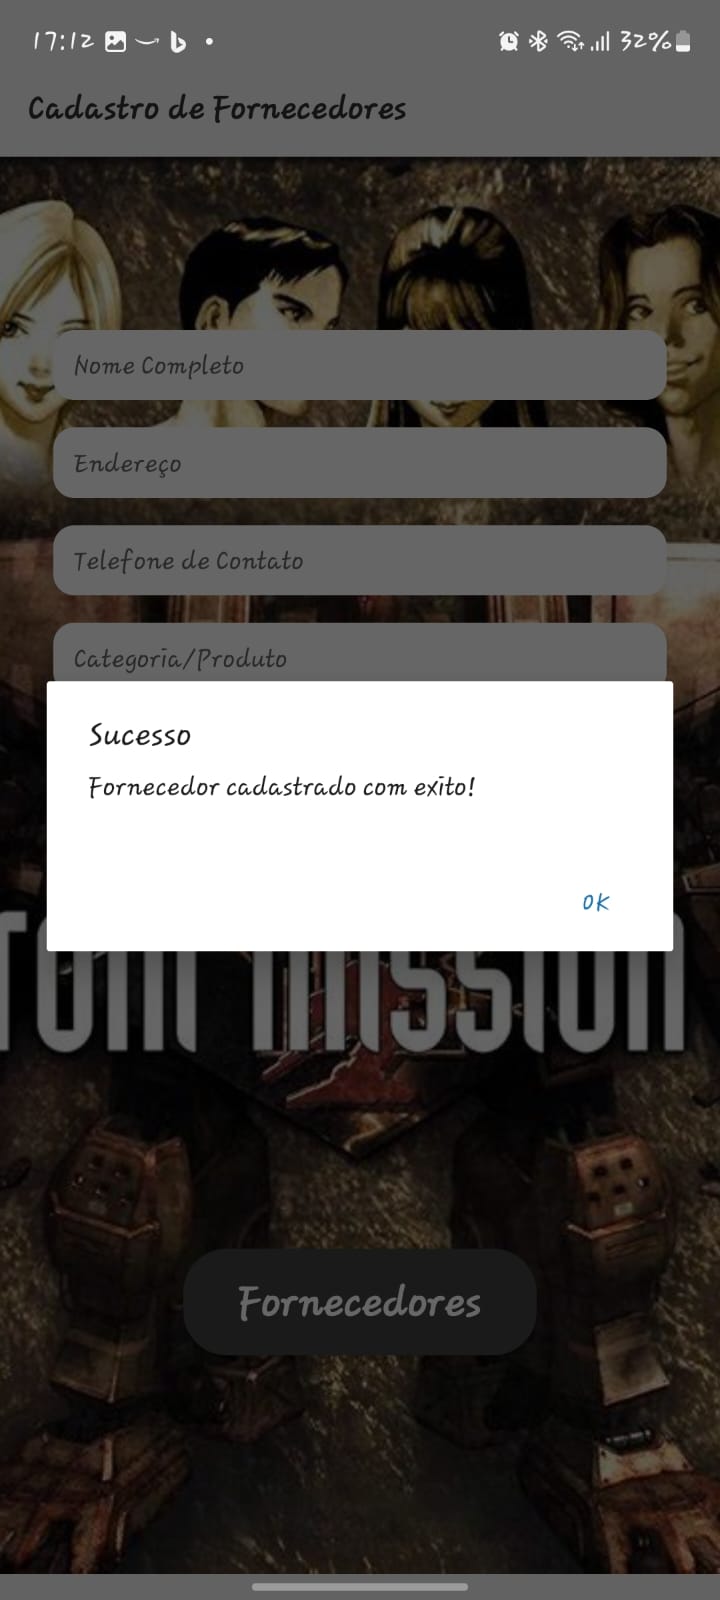 17:12
32%
Cadastro de Fornecedores
Nome Completo
Endereço
Telefone de Contato
Categoria/Produto
Sucesso
Fornecedor cadastrado com exito!
OK
mission
Fornecedores